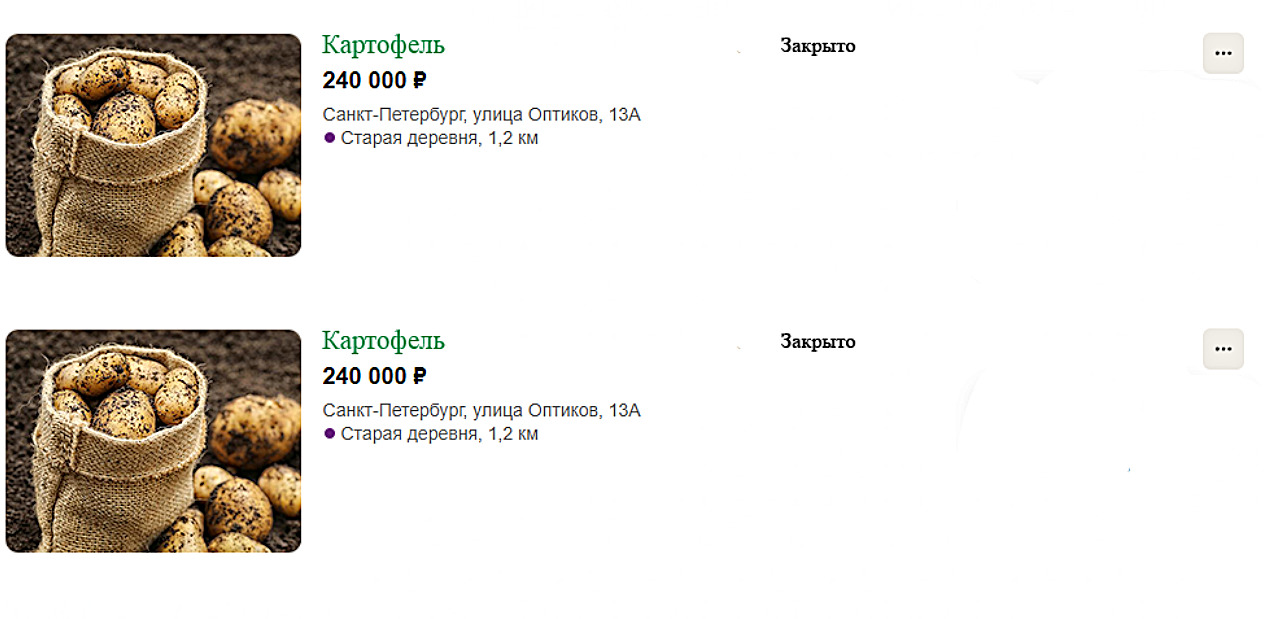 Картофель
Закрыто
240 000 ₽
Санкт-Петербург, улица Оптиков, 13А
Старая деревня, 1,2 км
Картофель
Закрыто
240 000 ₽
Санкт-Петербург, улица Оптиков, 13А
Старая деревня, 1,2 км